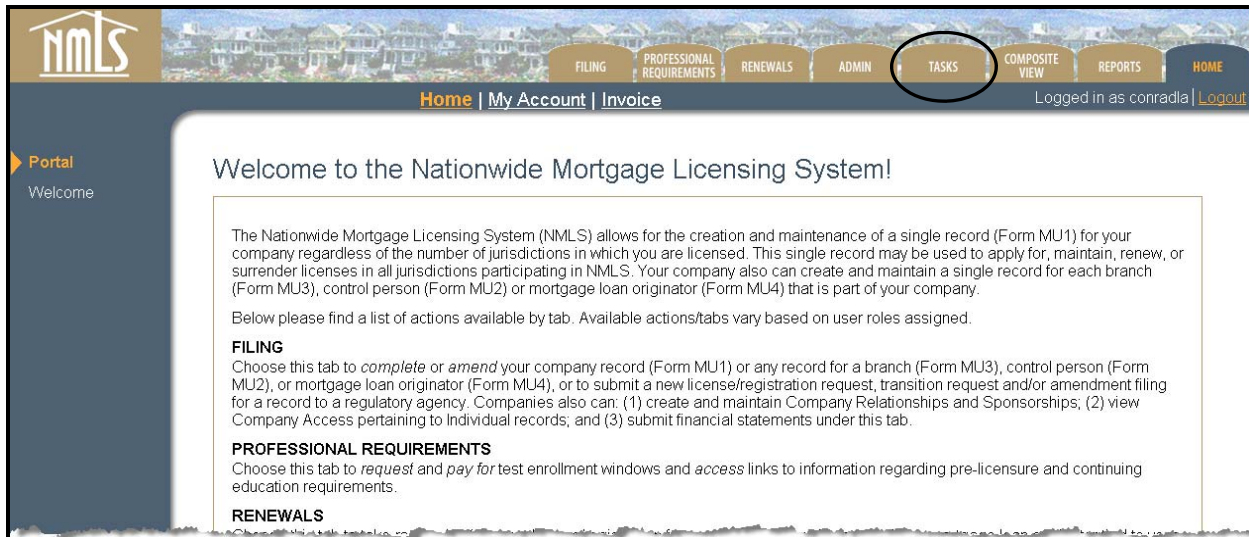 NMLS
FILING
PROFESSIONAL
REQUIREMENTS
RENEWALS
ADMIN
TASKS
COMPOSITE
VIEW
REPORTS
HOME
Home | My Account | Invoice
Logged in as conradla | Logout
Portal
Welcome
Welcome to the Nationwide Mortgage Licensing System!
The Nationwide Mortgage Licensing System (NMLS) allows for the creation and maintenance of a single record (Form MU1) for your
company regardless of the number of jurisdictions in which you are licensed. This single record may be used to apply for, maintain, renew, or
surrender licenses in all jurisdictions participating in NMLS. Your company also can create and maintain a single record for each branch
(Form MU3), control person (Form MU2) or mortgage loan originator (Form MU4) that is part of your company.
Below please find a list of actions available by tab. Available actions/tabs vary based on user roles assigned.
FILING
Choose this tab to complete or amend your company record (Form MU1) or any record for a branch (Form MU3), control person (Form
MU2), or mortgage loan originator (Form MU4), or to submit a new license/registration request, transition request and/or amendment filing
for a record to a regulatory agency. Companies also can: (1) create and maintain Company Relationships and Sponsorships; (2) view
Company Access pertaining to Individual records; and (3) submit financial statements under this tab.
PROFESSIONAL REQUIREMENTS
Choose this tab to request and pay for test enrollment windows and access links to information regarding pre-licensure and continuing
education requirements.
RENEWALS